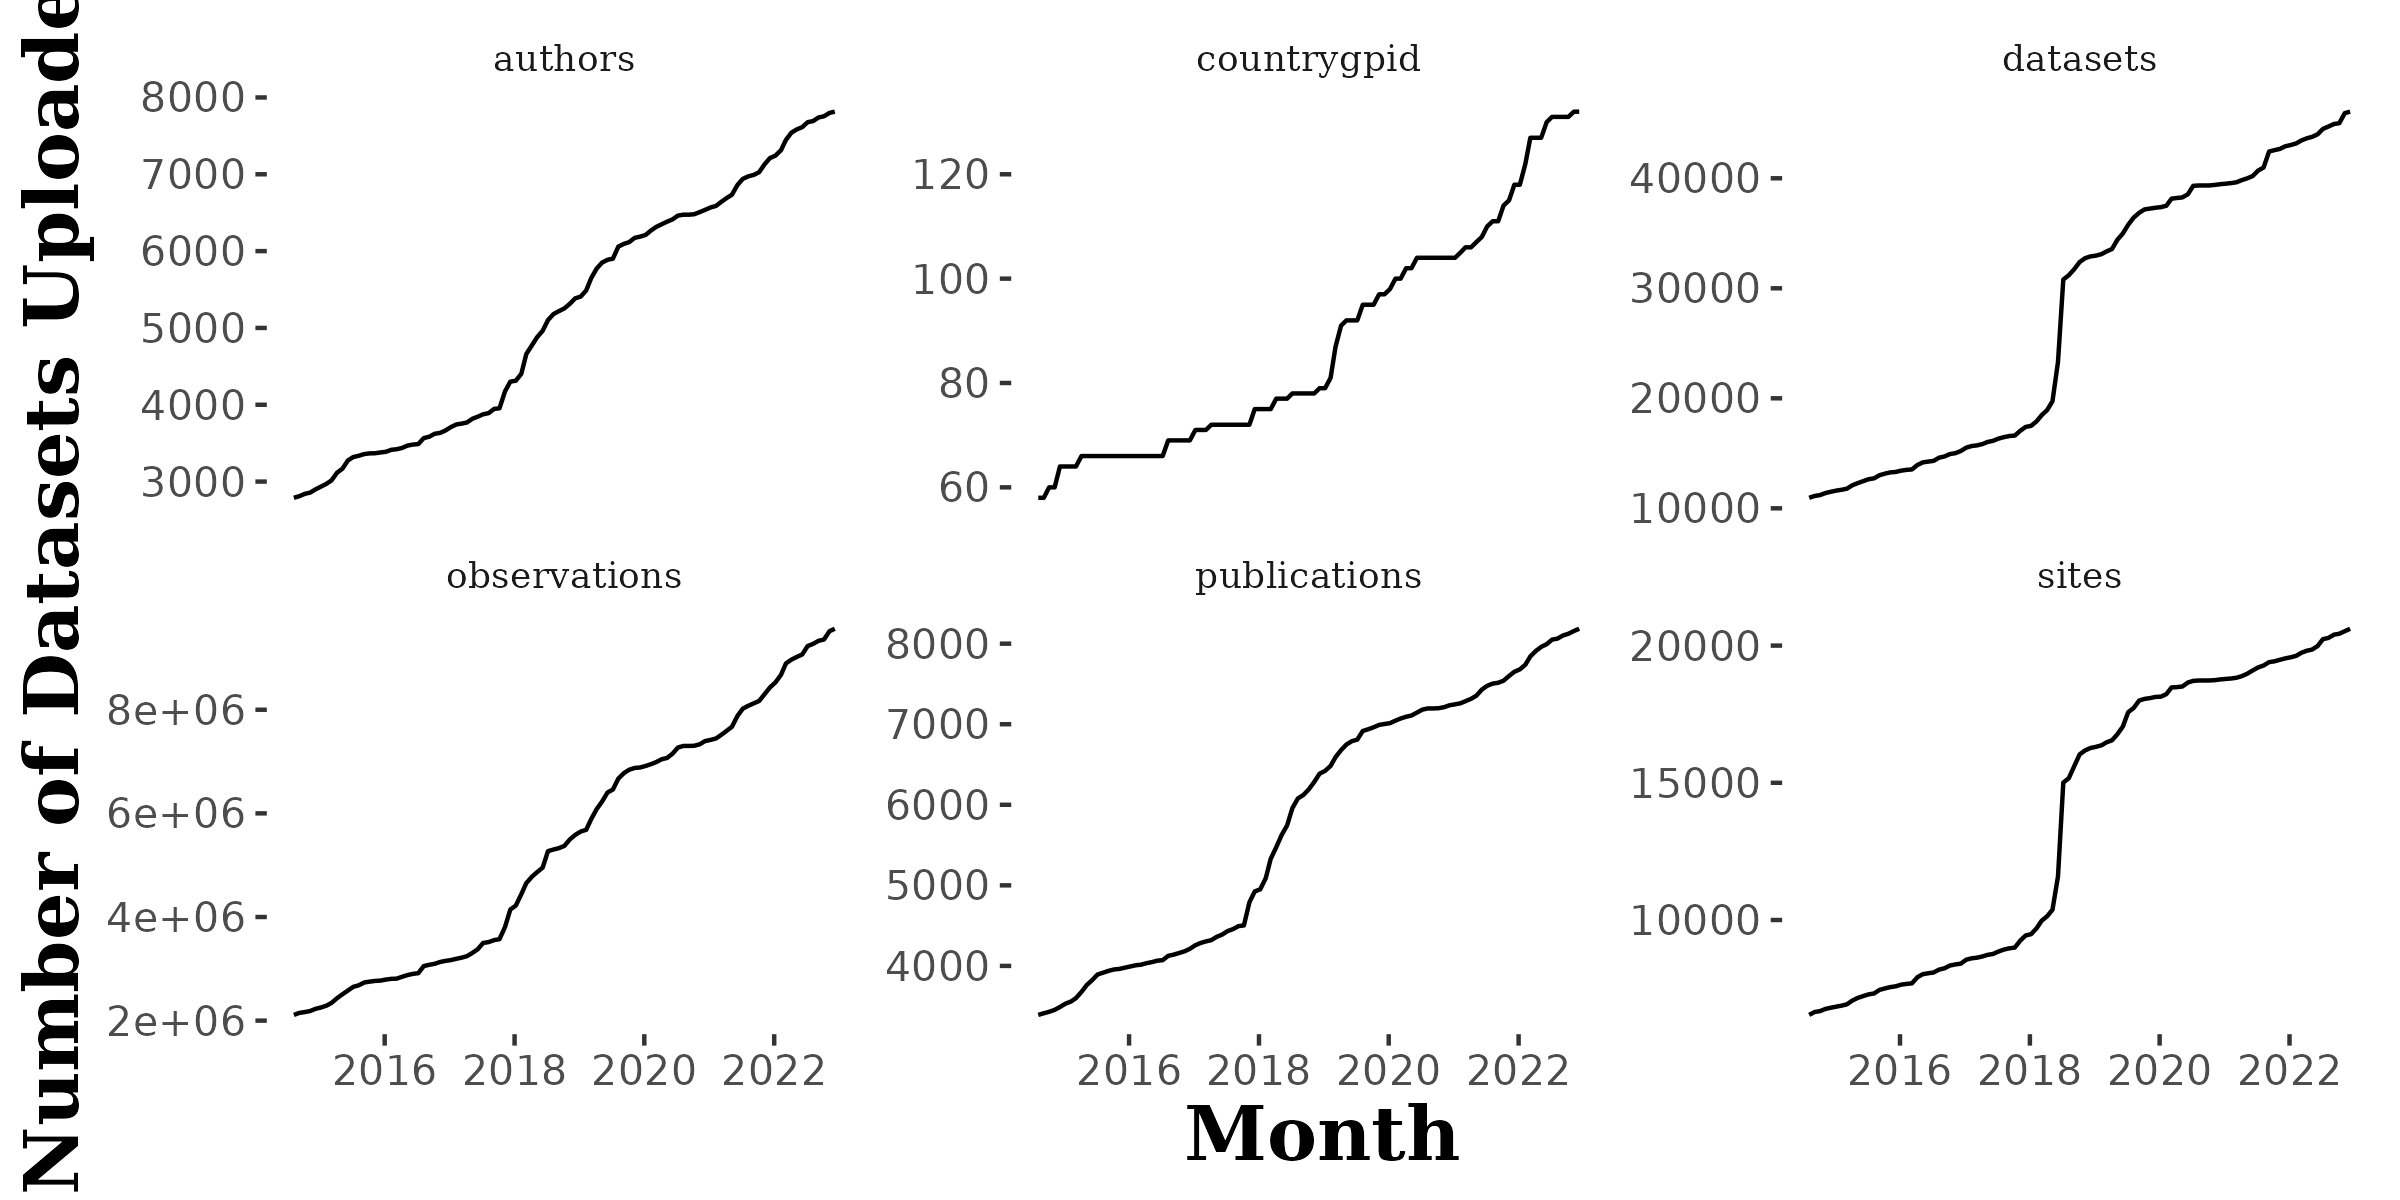 Number of Datasets Uploade
authors
8000
7000
6000
5000
4000
3000
countrygpid
120
100
80
60
datasets
40000
30000
20000
10000
observations
8e+06
6e+06
4e+06
2e+06
2016 2018 2020 2022
publications
8000
7000
6000
5000
4000
2016 2018 2020 2022
sites
20000
15000
10000
2016 2018 2020 2022
Month